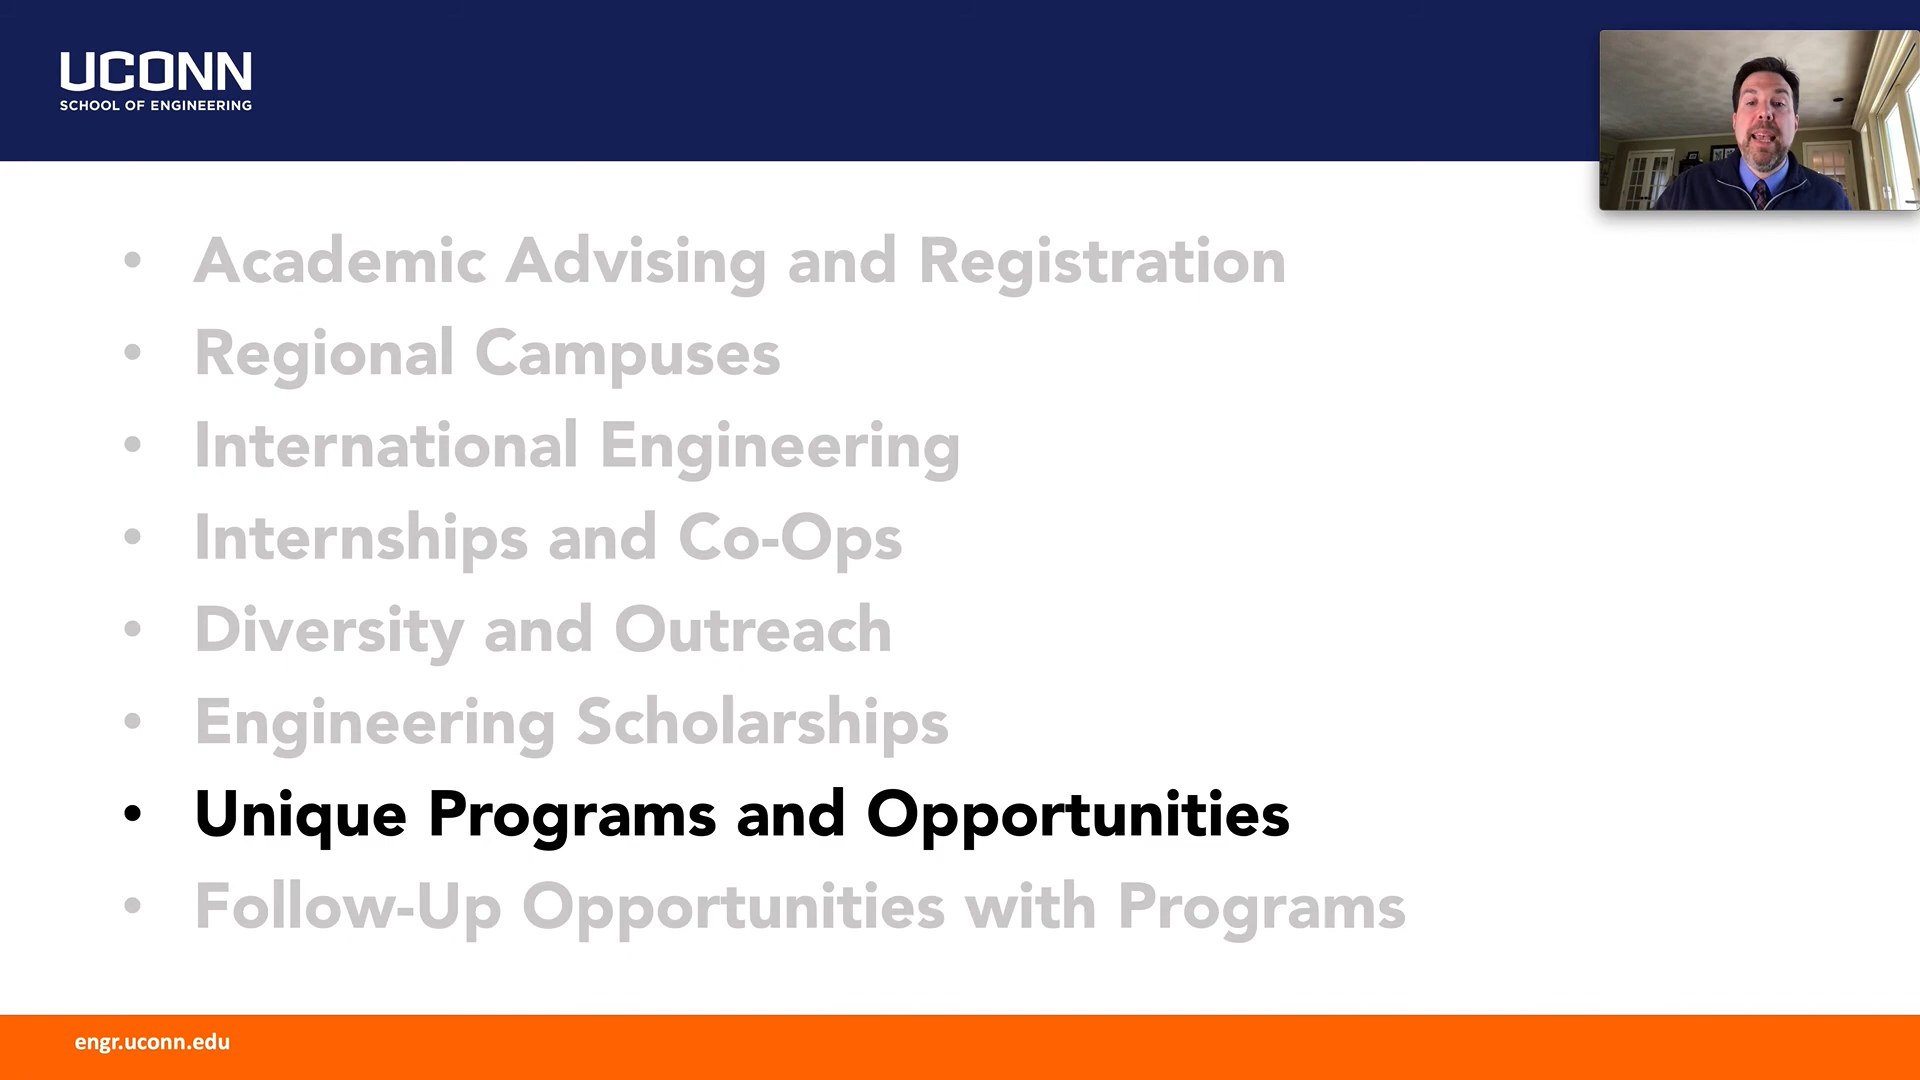 UCONN
SCHOOL OF ENGINEERING
• Academic Advising and Registration
• Regional Campuses
• International Engineering
• Internships and Co-Ops
• Diversity and Outreach
• Engineering Scholarships
• Unique Programs and Opportunities
• Follow-Up Opportunities with Programs
engr.uconn.edu